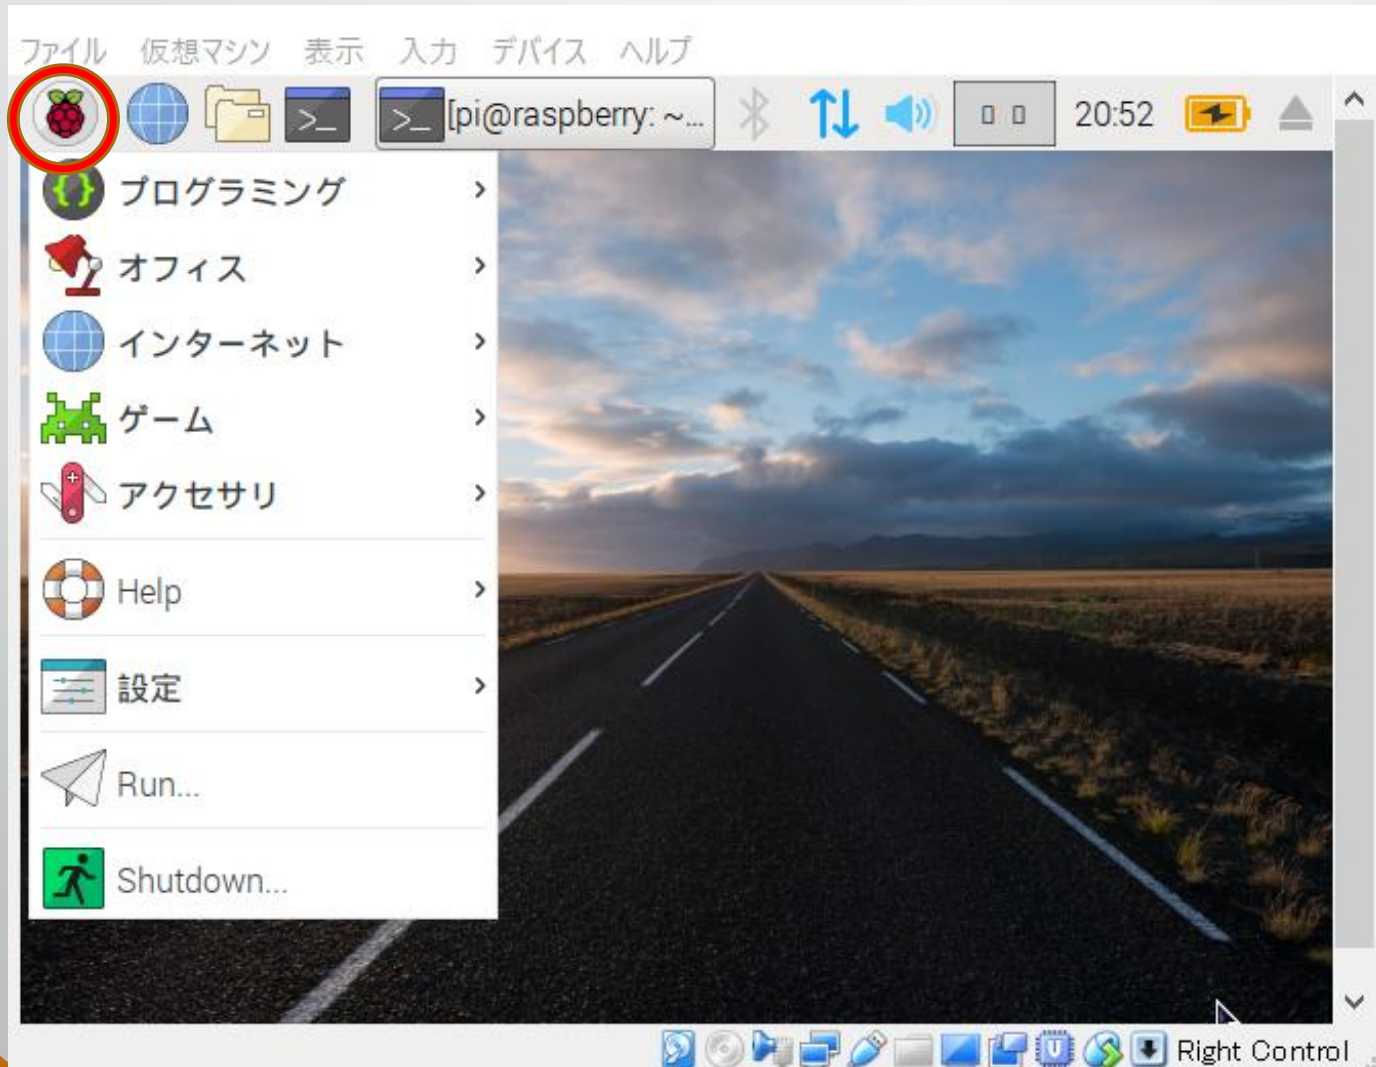 ファイル 仮想マシン 表示 入力 デバイス ヘルプ
[pi@raspberry: ~... 20:52
プログラミング
オフィス
インターネット
ゲーム
アクセサリ
Help
設定
Run...
Shutdown...
Right Control